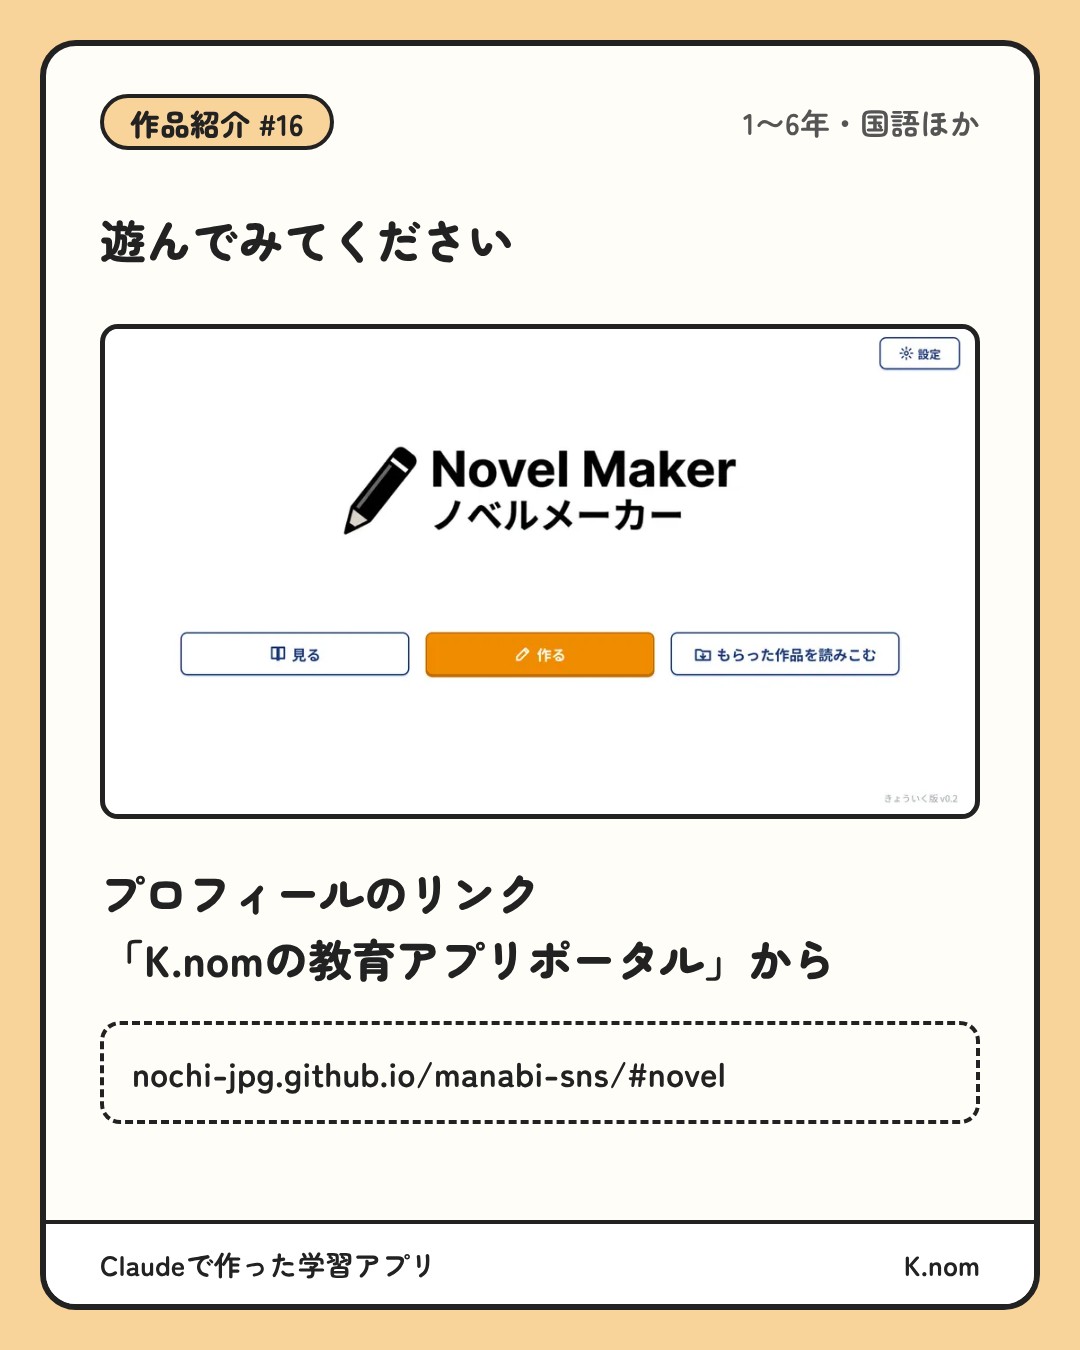 作品紹介 #16
1〜6年・国語ほか
遊んでみてください
設定
Novel Maker
ノベルメーカー
見る
作る
もらった作品を読みこむ
きょういく版 v0.2
プロフィールのリンク
「K.nomの教育アプリポータル」から
nochi-jpg.github.io/manabi-sns/#novel
Claudeで作った学習アプリ
K.nom